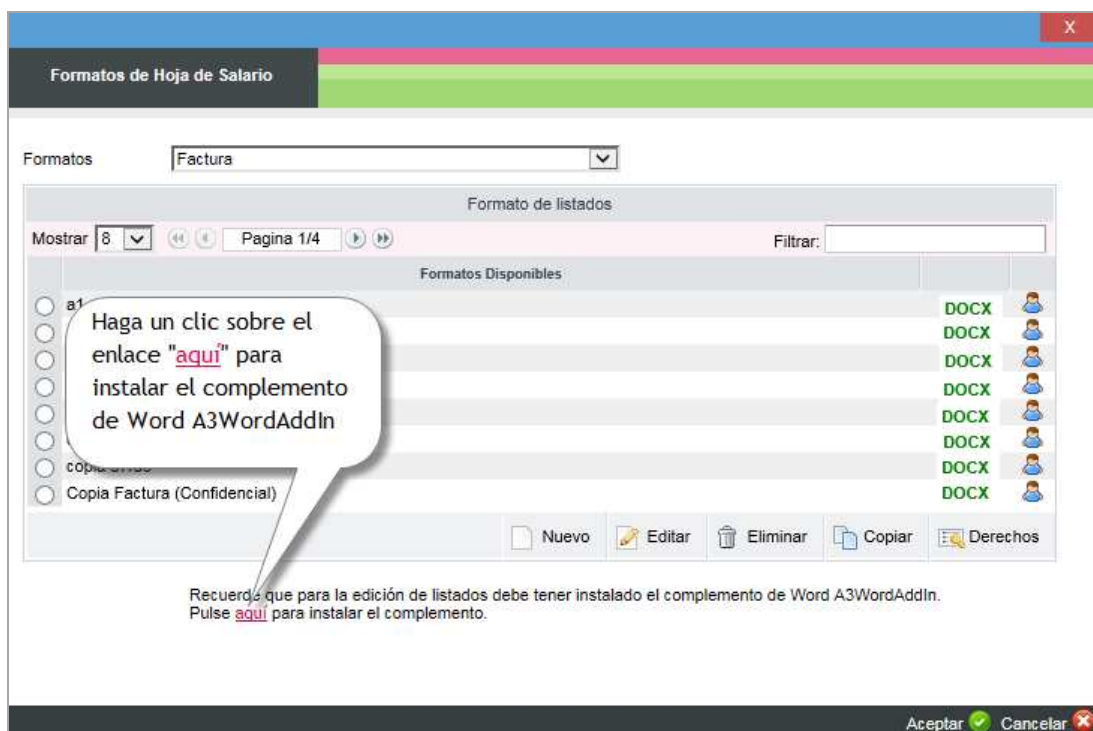 X
Formatos de Hoja de Salario
Formatos Factura
Formato de listados
Mostrar 8 Pagina 1/4 Filtrar:
Formatos Disponibles
a1 DOCX
DOCX
DOCX
DOCX
DOCX
DOCX
DOCX
Copia Factura (Confidencial) DOCX
Haga un clic sobre el
enlace "aquí" para
instalar el complemento
de Word A3WordAddIn
Nuevo Editar Eliminar Copiar Derechos
Recuerde que para la edición de listados debe tener instalado el complemento de Word A3WordAddIn.
Pulse aquí para instalar el complemento.
Aceptar Cancelar